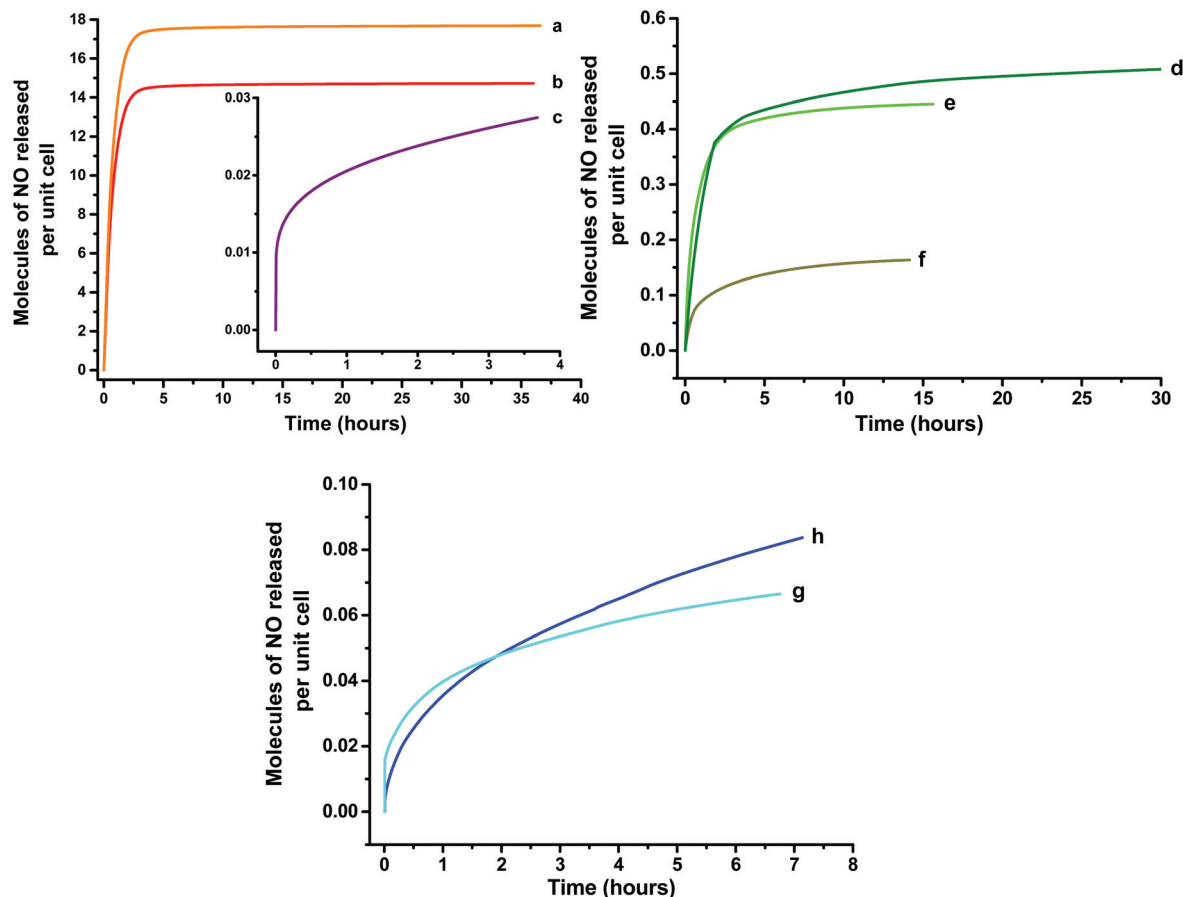 Molecules of NO released
per unit cell
18
16
14
12
10
8
6
4
2
0
a
b
0.03
0.02
0.01
0.00
c
0 1 2 3 4
0 5 10 15 20 25 30 35 40
Time (hours)
Molecules of NO released
per unit cell
0.6
0.5
0.4
0.3
0.2
0.1
0.0
d
e
f
0 5 10 15 20 25 30
Time (hours)
Molecules of NO released
per unit cell
0.10
0.08
0.06
0.04
0.02
0.00
h
g
0 1 2 3 4 5 6 7 8
Time (hours)